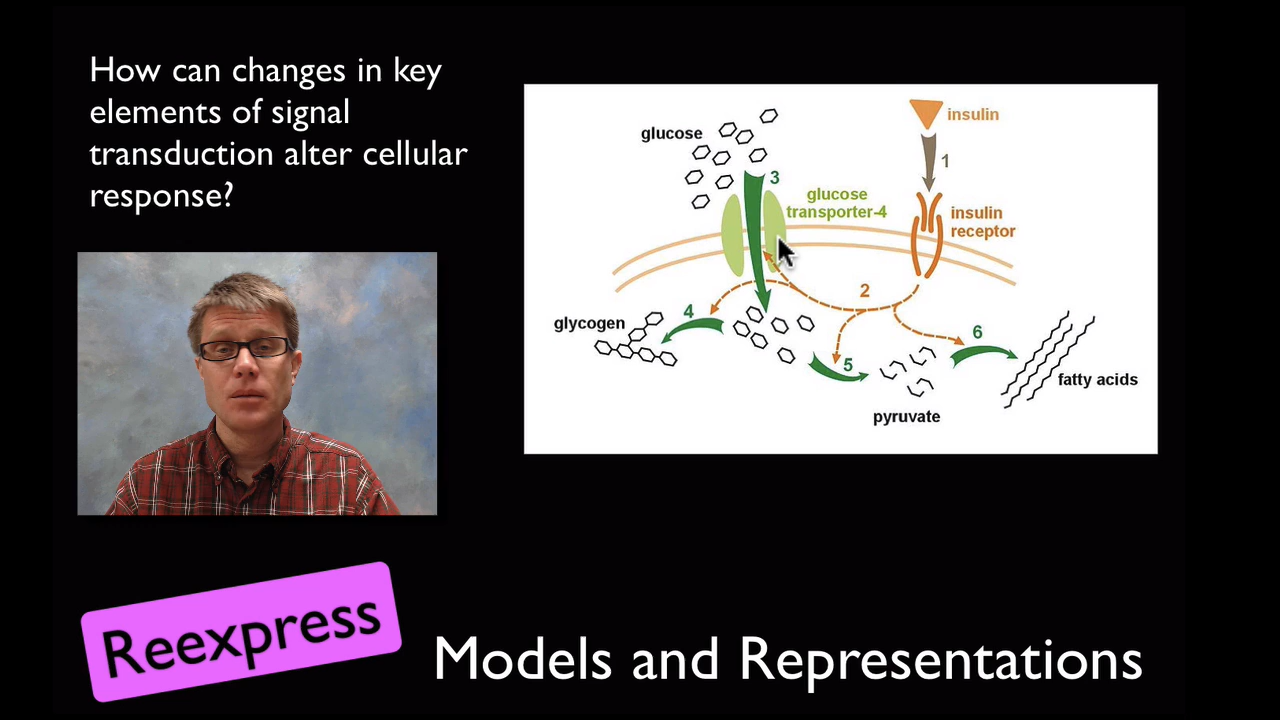 How can changes in key
elements of signal
transduction alter cellular
response?
insulin
glucose
1
3
glucose
transporter-4
insulin
receptor
2
4
glycogen
6
5
fatty acids
pyruvate
Reexpress
Models and Representations